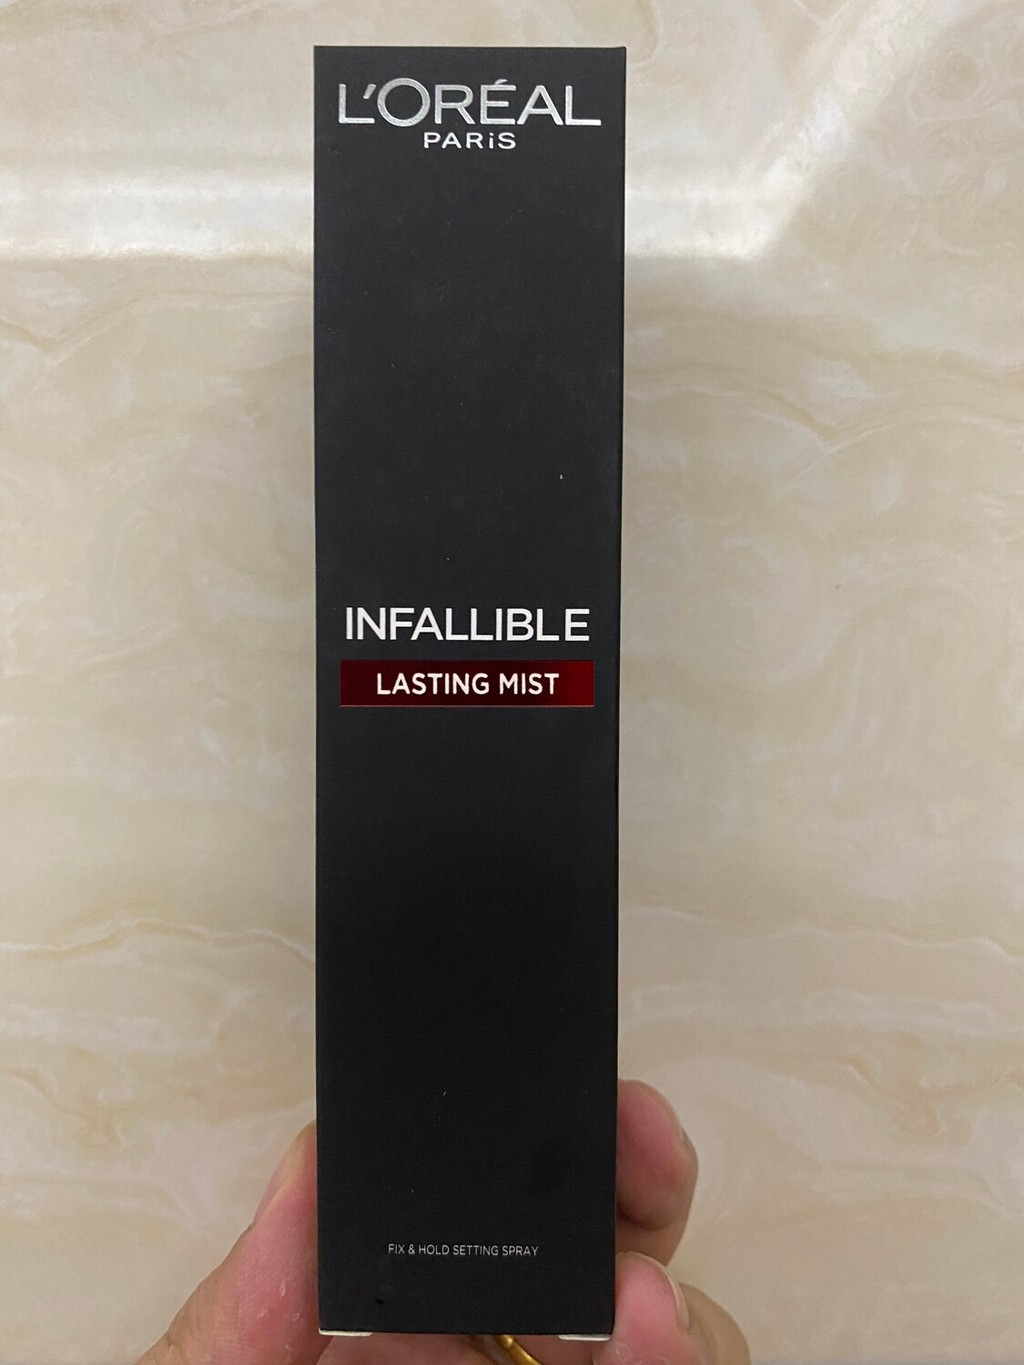 L'ORÉAL
PARiS
INFALLIBLE
LASTING MIST
FIX & HOLD SETTING SPRAY